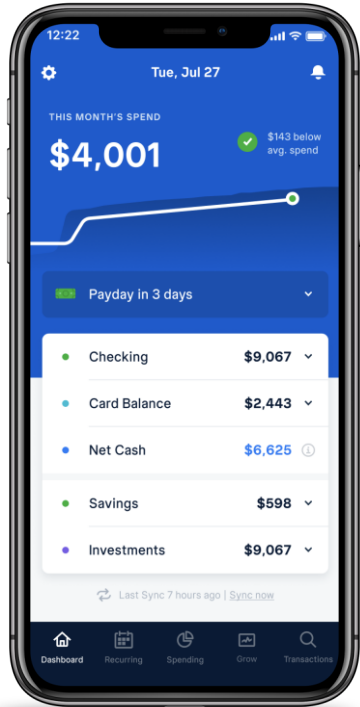 12:22
Tue, Jul 27
THIS MONTH'S SPEND
$4,001
$143 below
avg. spend
Payday in 3 days
Checking $9,067
Card Balance $2,443
Net Cash $6,625
Savings $598
Investments $9,067
Last Sync 7 hours ago | Sync now
Dashboard Recurring Spending Grow Transactions